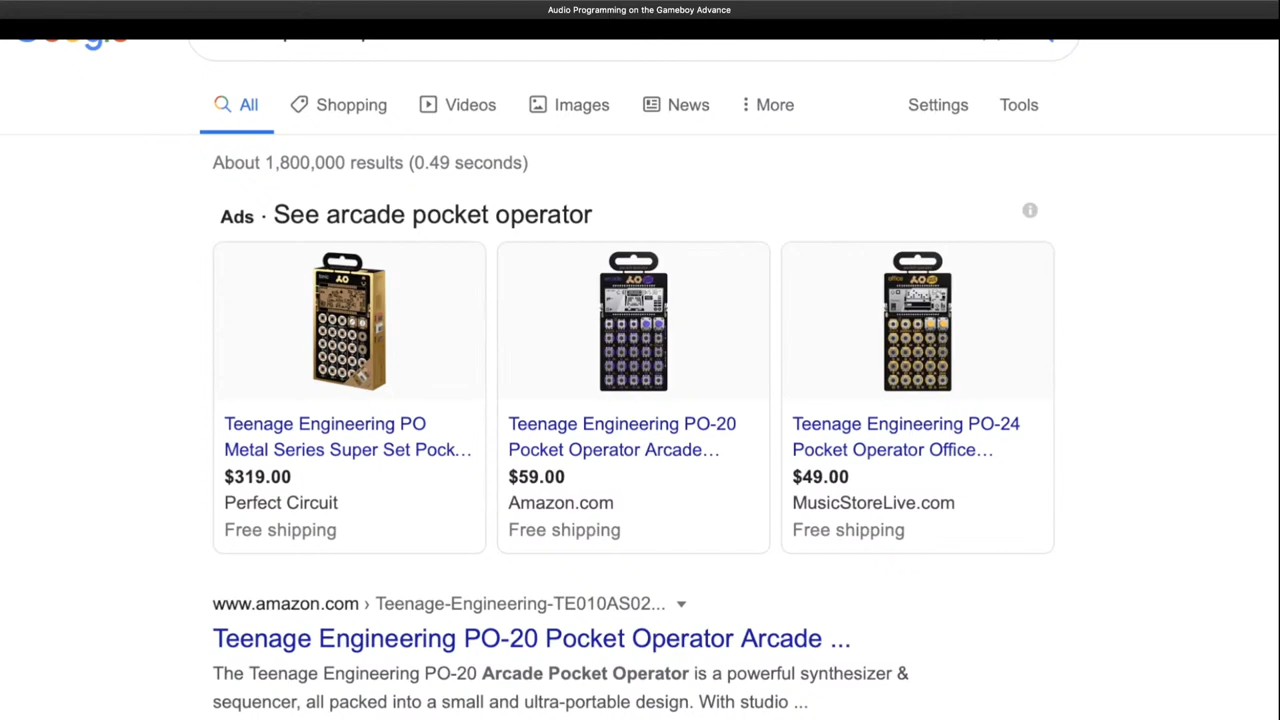 Audio Programming on the Gameboy Advance
All Shopping Videos Images News More Settings Tools
About 1,800,000 results (0.49 seconds)
Ads · See arcade pocket operator
Teenage Engineering PO
Metal Series Super Set Pock...
$319.00
Perfect Circuit
Free shipping
Teenage Engineering PO-20
Pocket Operator Arcade...
$59.00
Amazon.com
Free shipping
Teenage Engineering PO-24
Pocket Operator Office...
$49.00
MusicStoreLive.com
Free shipping
www.amazon.com › Teenage-Engineering-TE010AS02...
Teenage Engineering PO-20 Pocket Operator Arcade ...
The Teenage Engineering PO-20 Arcade Pocket Operator is a powerful synthesizer &
sequencer, all packed into a small and ultra-portable design. With studio ...